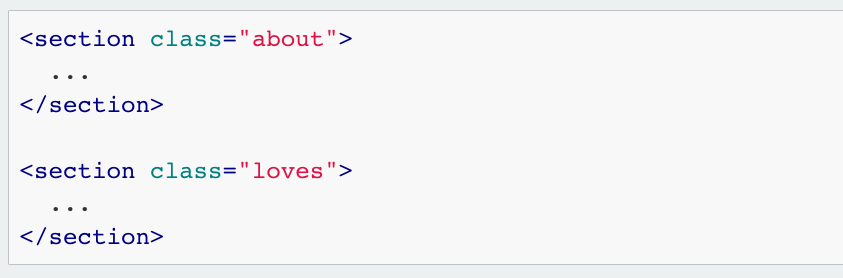 <section class="about">
...
</section>
<section class="loves">
...
</section>